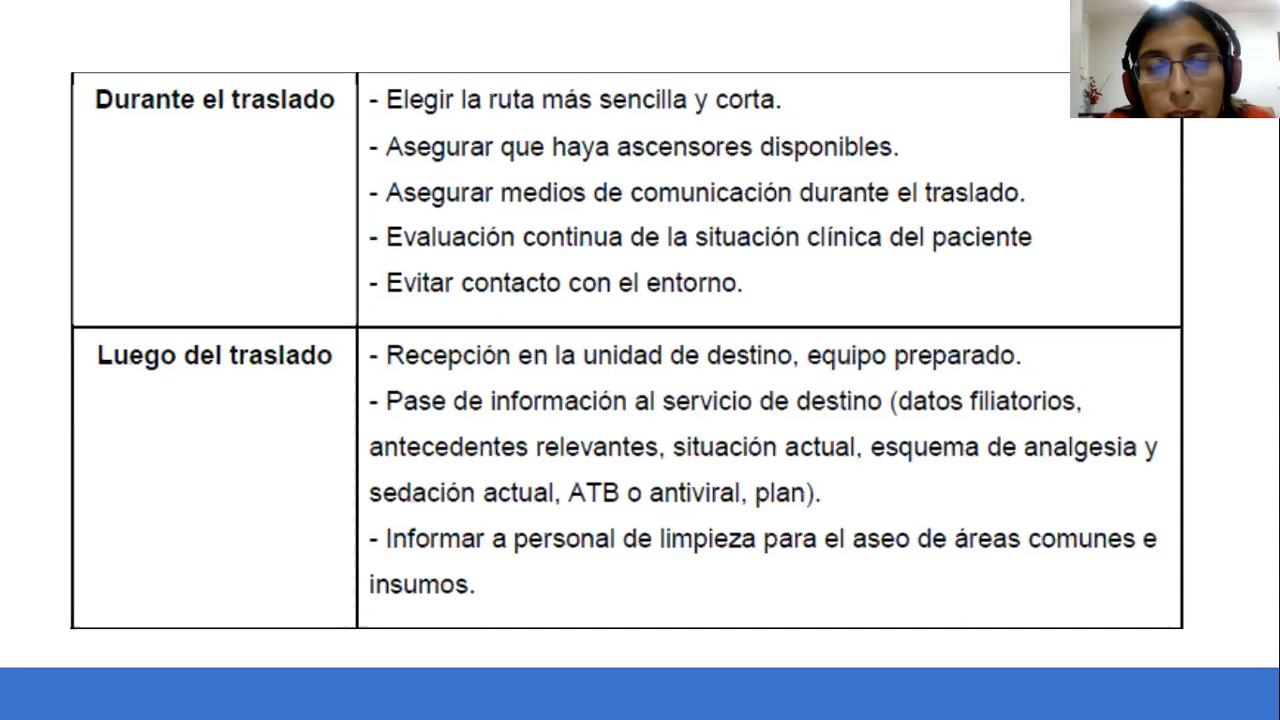 Durante el traslado
- Elegir la ruta más sencilla y corta.
- Asegurar que haya ascensores disponibles.
- Asegurar medios de comunicación durante el traslado.
- Evaluación continua de la situación clínica del paciente
- Evitar contacto con el entorno.
Luego del traslado
- Recepción en la unidad de destino, equipo preparado.
- Pase de información al servicio de destino (datos filiatorios,
antecedentes relevantes, situación actual, esquema de analgesia y
sedación actual, ATB o antiviral, plan).
- Informar a personal de limpieza para el aseo de áreas comunes e
insumos.